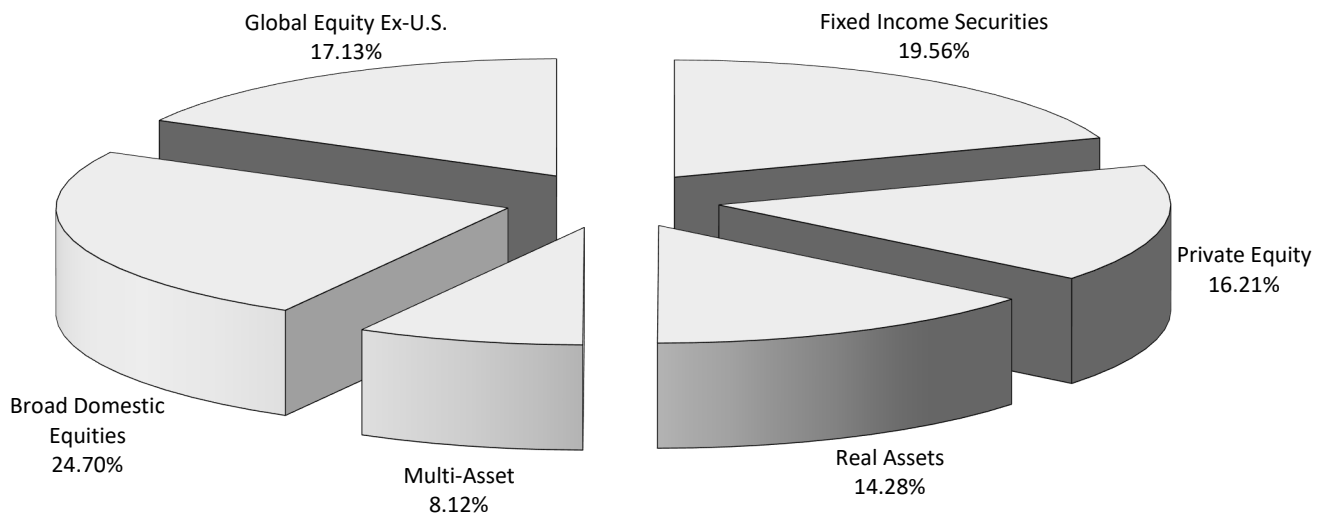 Global Equity Ex-U.S.
17.13%
Fixed Income Securities
19.56%
Private Equity
16.21%
Broad Domestic
Equities
24.70%
Multi-Asset
8.12%
Real Assets
14.28%